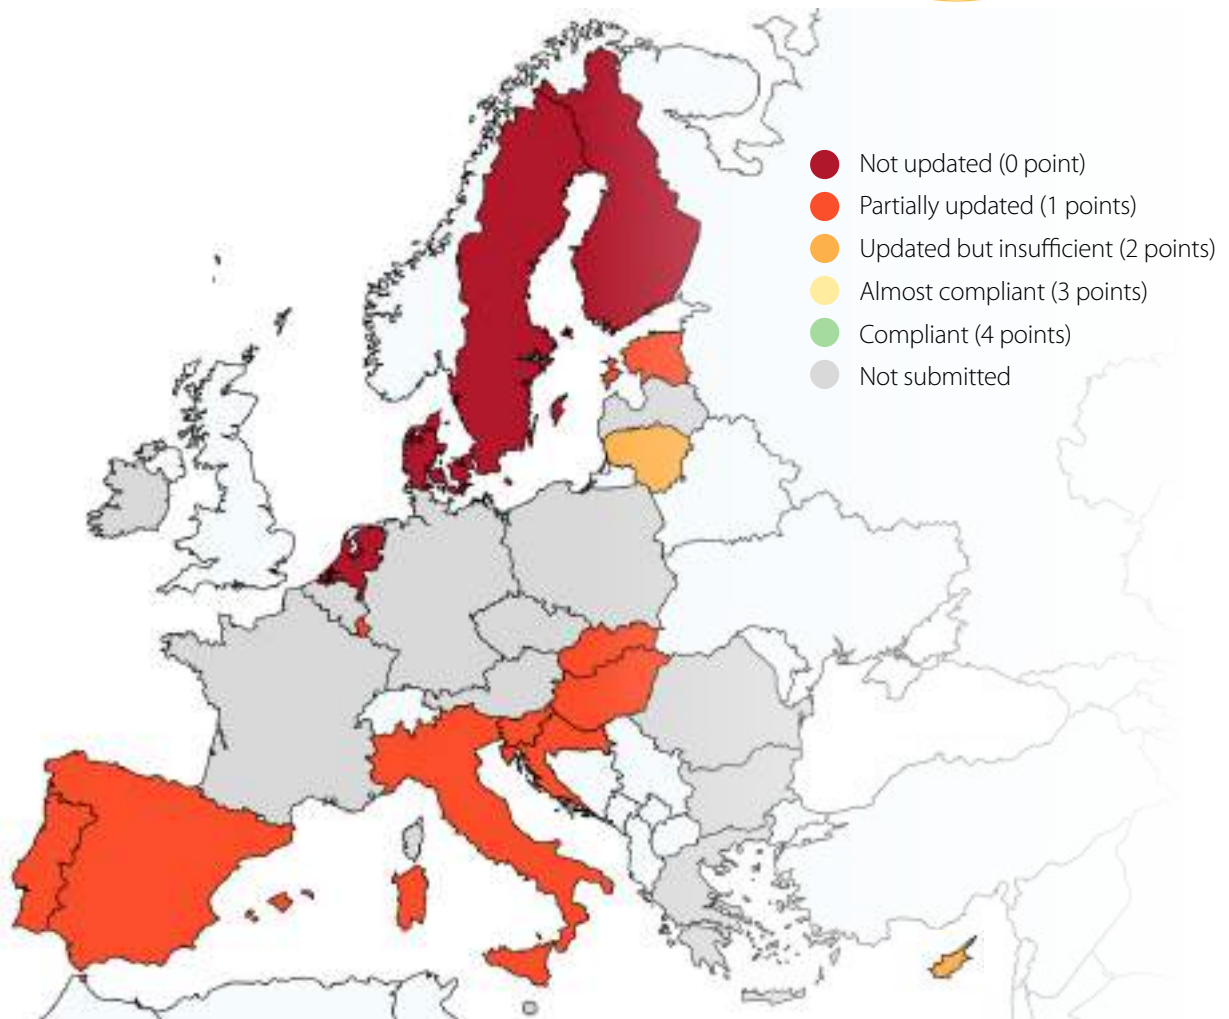 Not updated (0 point)
Partially updated (1 points)
Updated but insufficient (2 points)
Almost compliant (3 points)
Compliant (4 points)
Not submitted